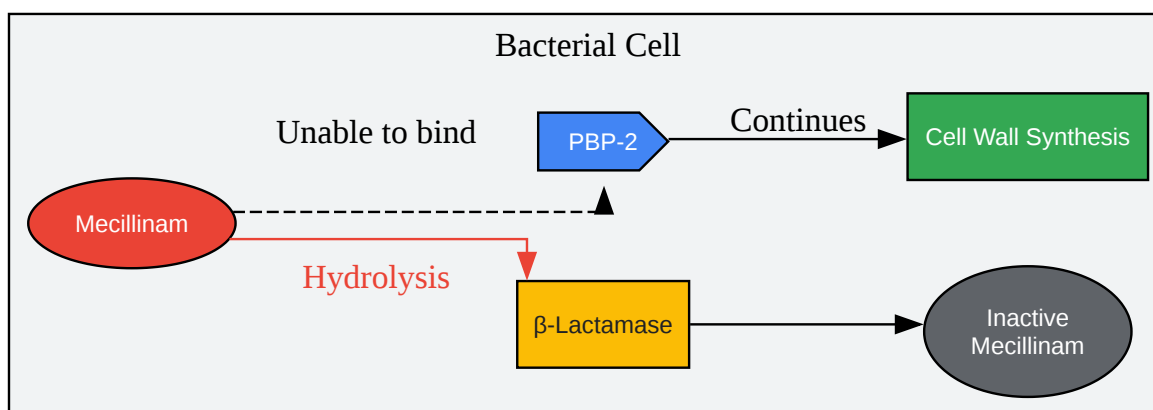 Bacterial Cell
Unable to bind
PBP-2
Continues
Cell Wall Synthesis
Mecillinam
Hydrolysis
β-Lactamase
Inactive
Mecillinam